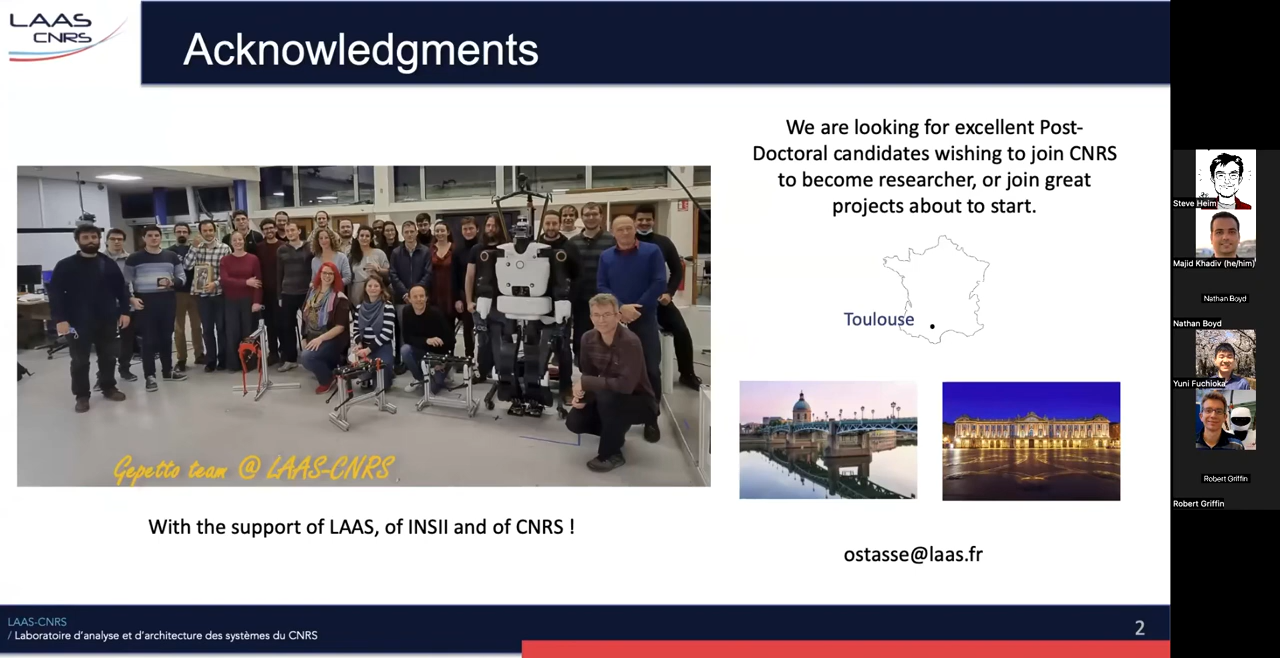 LAAS
CNRS
Acknowledgments
We are looking for excellent Post-
Doctoral candidates wishing to join CNRS
to become researcher, or join great
projects about to start.
Toulouse
Gepetto team @ LAAS-CNRS
With the support of LAAS, of INSII and of CNRS !
ostasse@laas.fr
LAAS-CNRS
/ Laboratoire d'analyse et d'architecture des systèmes du CNRS
2
Steve Heim
Majid Khadiv (he/him)
Nathan Boyd
Nathan Boyd
Yuni Fuchioka
Robert Griffin
Robert Griffin